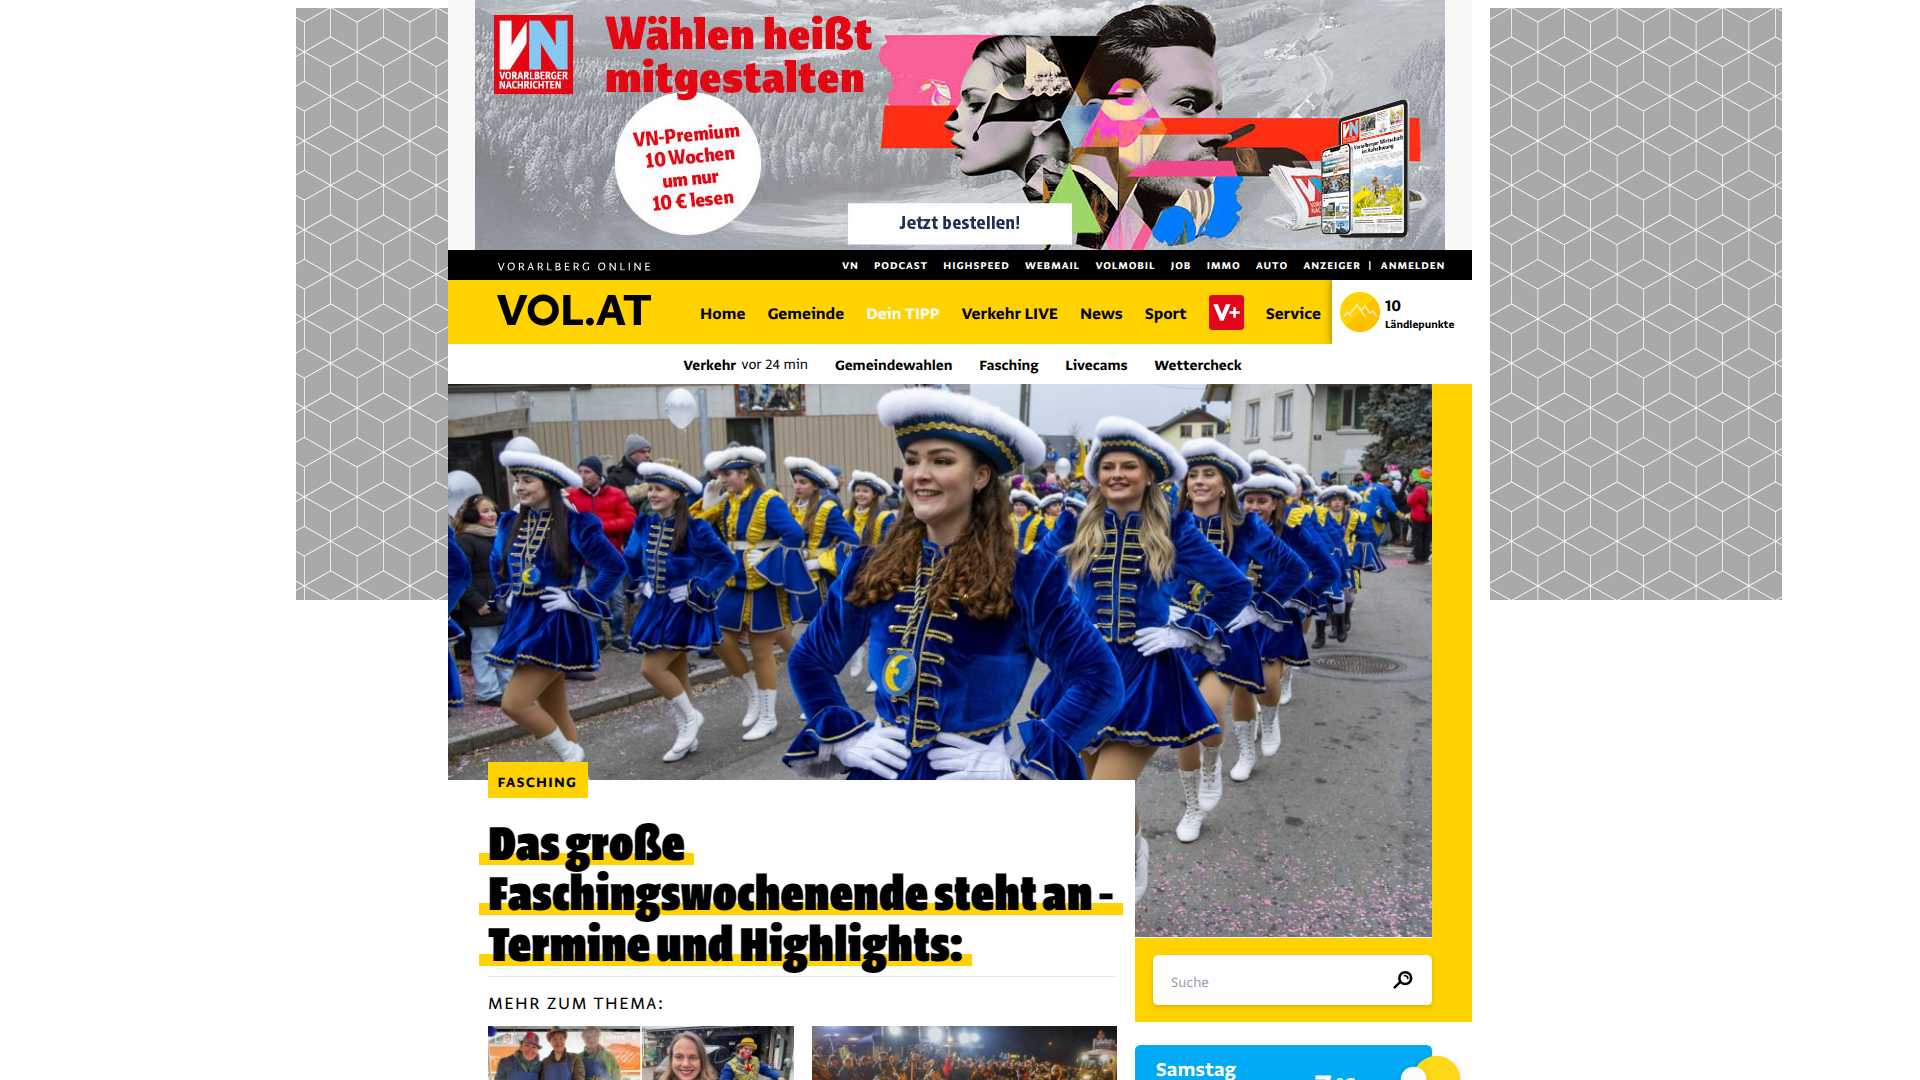 VORARLBERGER
NACHRICHTEN
Wählen heißt
mitgestalten
VN-Premium
10 Wochen
um nur
10 € lesen
Jetzt bestellen!
VORARLBERG ONLINE
VN PODCAST HIGHSPEED WEBMAIL VOLMOBIL JOB IMMO AUTO ANZEIGER | ANMELDEN
VOL.AT
Home Gemeinde Dein TIPP Verkehr LIVE News Sport V+ Service
10
Ländlepunkte
Verkehr vor 24 min Gemeindewahlen Fasching Livecams Wettercheck
FASCHING
Das große
Faschingswochenende steht an -
Termine und Highlights:
MEHR ZUM THEMA:
Suche
Samstag